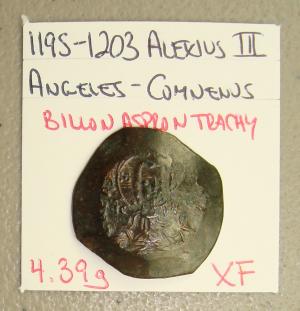 1195-1203 ALEXIUS III
ANGELES-COMNENUS
BILLON ASPRON TRACHY
4.39g XF